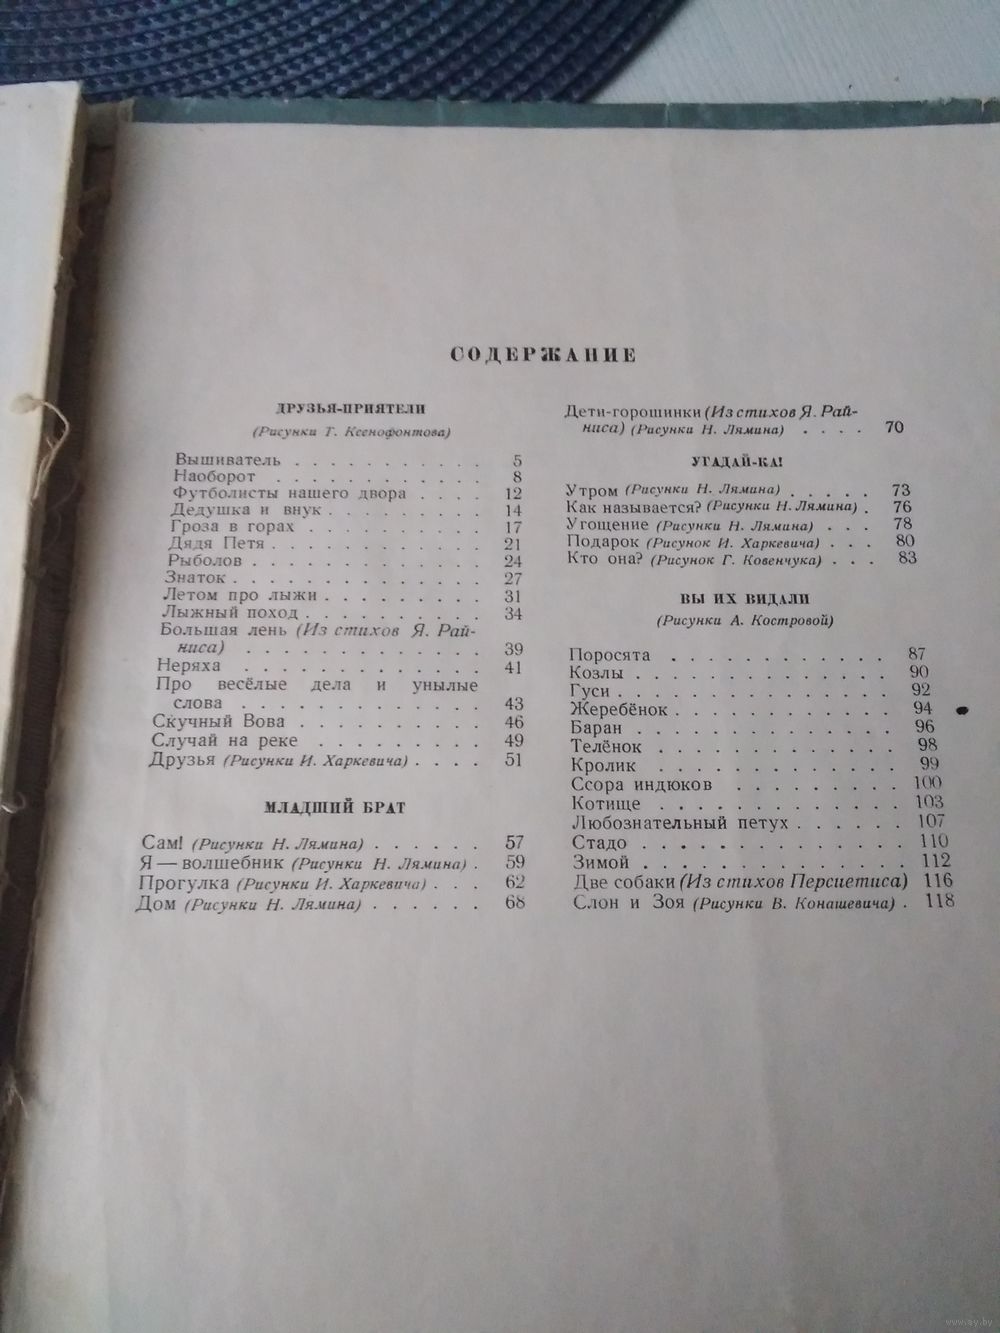 СОДЕРЖАНИЕ
ДРУЗЬЯ-ПРИЯТЕЛИ
(Рисунки Т. Ксенофонтова)
Вышиватель . . . . . . . . . . . 5
Наоборот . . . . . . . . . . . . 8
Футболисты нашего двора . . . . 12
Дедушка и внук . . . . . . . . . 14
Гроза в горах . . . . . . . . . . 17
Дядя Петя . . . . . . . . . . . . 21
Рыболов . . . . . . . . . . . . . 24
Знаток . . . . . . . . . . . . . 27
Летом про лыжи . . . . . . . . . 31
Лыжный поход . . . . . . . . . . 34
Большая лень (Из стихов Я. Рай-
ниса) . . . . . . . . . . . . . 39
Неряха . . . . . . . . . . . . . 41
Про весёлые дела и унылые
слова . . . . . . . . . . . . . 43
Скучный Вова . . . . . . . . . . 46
Случай на реке . . . . . . . . . 49
Друзья (Рисунки И. Харкевича) . . . . 51
МЛАДШИЙ БРАТ
Сам! (Рисунки Н. Лямина) . . . . . . 57
Я — волшебник (Рисунки Н. Лямина) . 59
Прогулка (Рисунки И. Харкевича) . . . 62
Дом (Рисунки Н. Лямина) . . . . . . 68
Дети-горошинки (Из стихов Я. Рай-
ниса) (Рисунки Н. Лямина) . . . . 70
УГАДАЙ-КА!
Утром (Рисунки Н. Лямина) . . . . . 73
Как называется? (Рисунки Н. Лямина) . 76
Угощение (Рисунки Н. Лямина) . . . 78
Подарок (Рисунок И. Харкевича) . . . 80
Кто она? (Рисунок Г. Ковенчука) . . . 83
ВЫ ИХ ВИДАЛИ
(Рисунки А. Костровой)
Поросята . . . . . . . . . . . 87
Козлы . . . . . . . . . . . . . 90
Гуси . . . . . . . . . . . . . . 92
Жеребёнок . . . . . . . . . . . 94
Баран . . . . . . . . . . . . . 96
Телёнок . . . . . . . . . . . . 98
Кролик . . . . . . . . . . . . 99
Ссора индюков . . . . . . . . . 100
Котище . . . . . . . . . . . . . 103
Любознательный петух . . . . . . 107
Стадо . . . . . . . . . . . . . 110
Зимой . . . . . . . . . . . . . 112
Две собаки (Из стихов Персиетиса) 116
Слон и Зоя (Рисунки В. Конашевича) . 118
www.ay.by